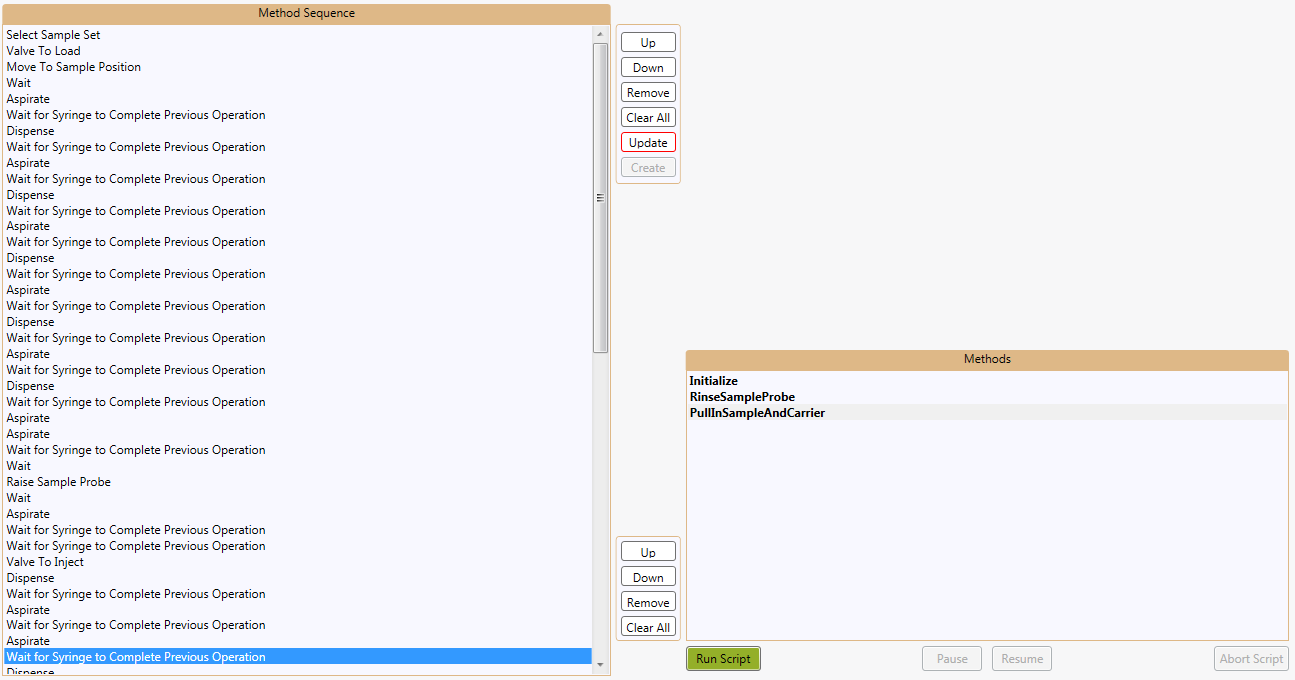 Method Sequence
Select Sample Set
Valve To Load
Move To Sample Position
Wait
Aspirate
Wait for Syringe to Complete Previous Operation
Dispense
Wait for Syringe to Complete Previous Operation
Aspirate
Wait for Syringe to Complete Previous Operation
Dispense
Wait for Syringe to Complete Previous Operation
Aspirate
Wait for Syringe to Complete Previous Operation
Dispense
Wait for Syringe to Complete Previous Operation
Aspirate
Wait for Syringe to Complete Previous Operation
Dispense
Wait for Syringe to Complete Previous Operation
Aspirate
Wait for Syringe to Complete Previous Operation
Dispense
Wait for Syringe to Complete Previous Operation
Aspirate
Aspirate
Wait for Syringe to Complete Previous Operation
Wait
Raise Sample Probe
Wait
Aspirate
Wait for Syringe to Complete Previous Operation
Wait for Syringe to Complete Previous Operation
Valve To Inject
Dispense
Wait for Syringe to Complete Previous Operation
Aspirate
Wait for Syringe to Complete Previous Operation
Aspirate
Wait for Syringe to Complete Previous Operation
Dispense
Up
Down
Remove
Clear All
Update
Create
Up
Down
Remove
Clear All
Methods
Initialize
RinseSampleProbe
PullInSampleAndCarrier
Run Script
Pause
Resume
Abort Script